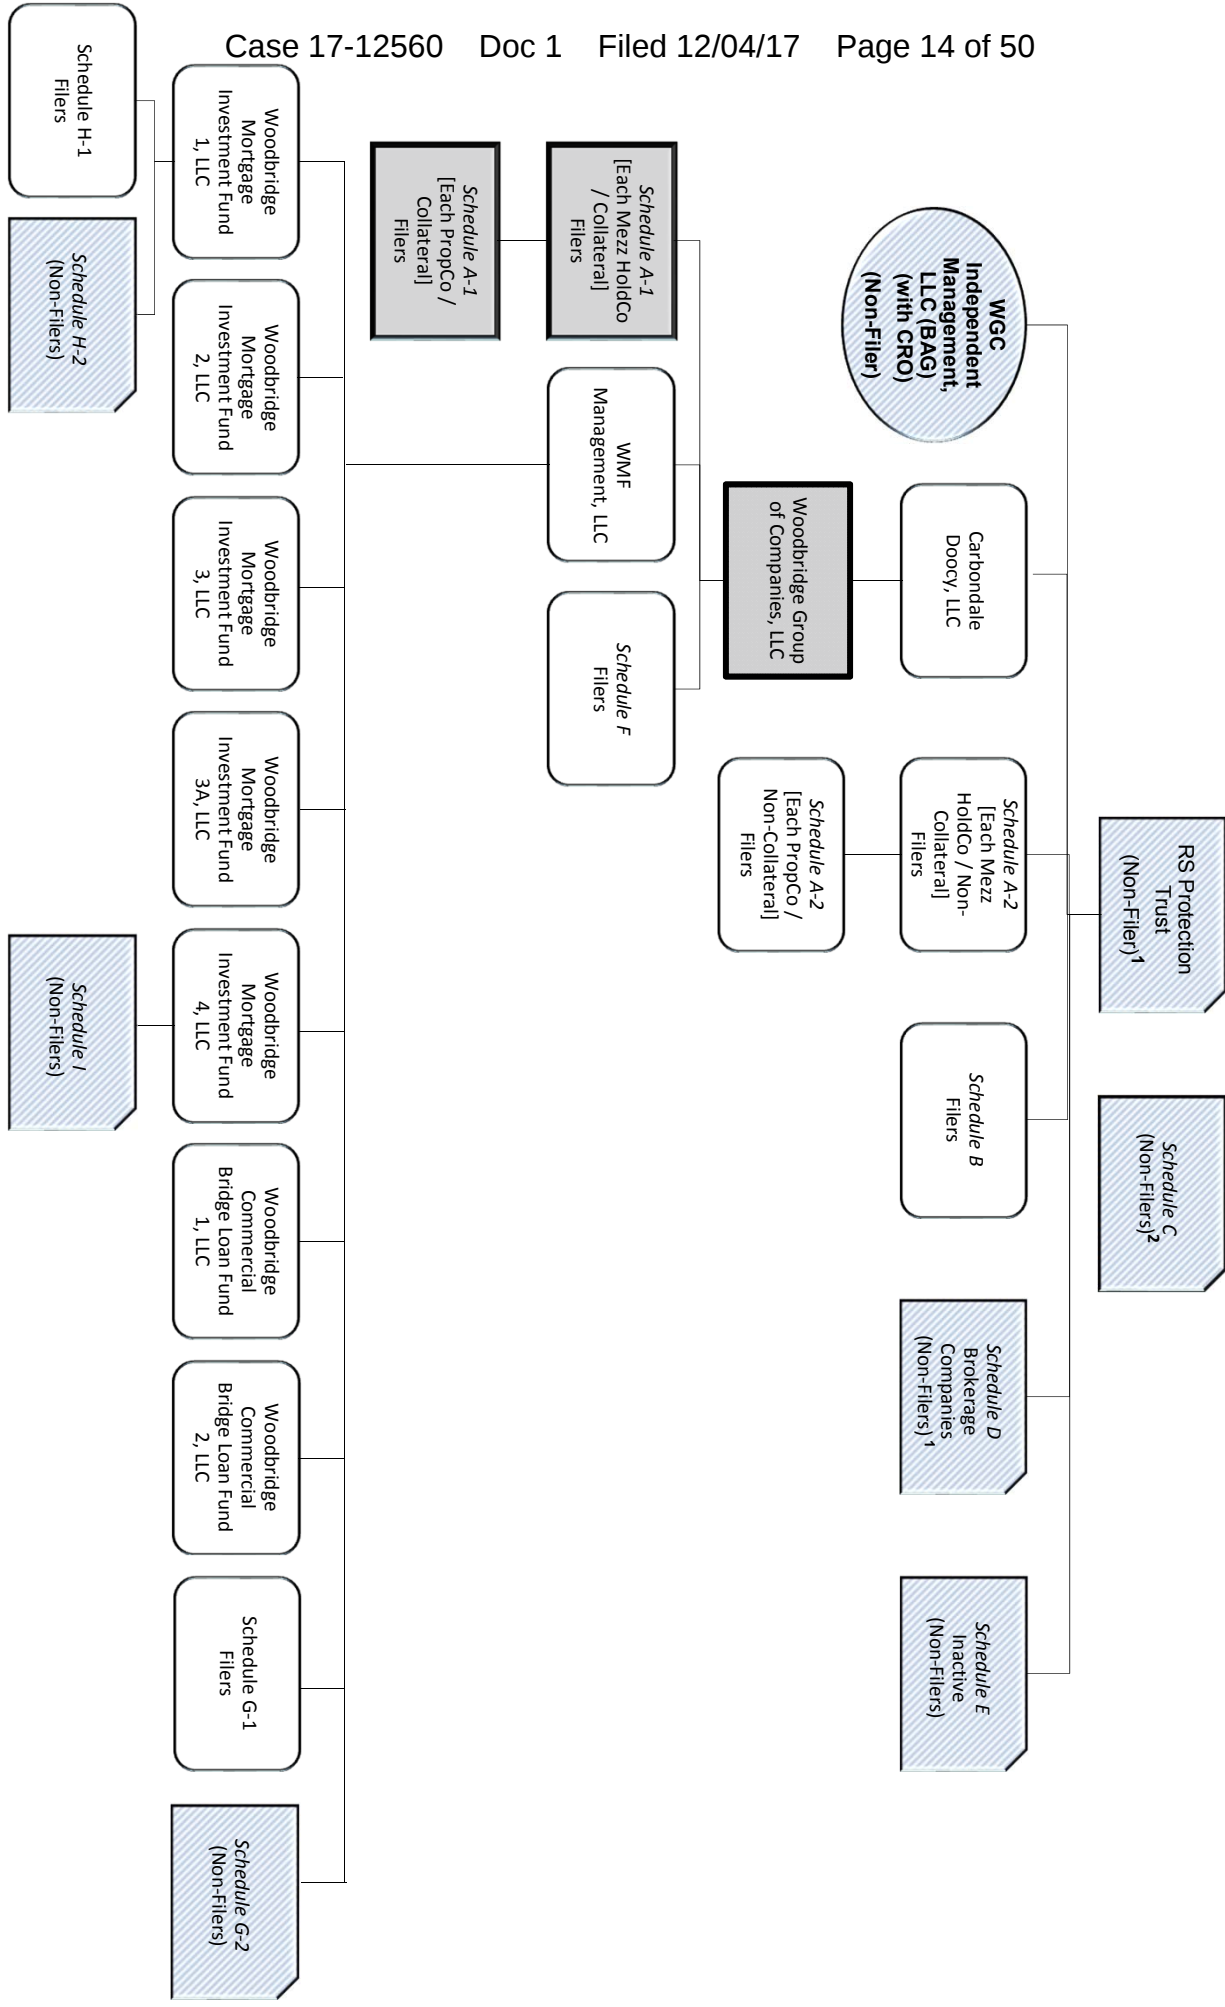 Case 17-12560 Doc 1 Filed 12/04/17 Page 14 of 50
RS Protection
Trust
(Non-Filer)1
Schedule C
(Non-Filers)2
WGC
Independent
Management,
LLC (BAG)
(with CRO)
(Non-Filer)
Carbondale
Doocy, LLC
Schedule A-2
[Each Mezz
HoldCo / Non-
Collateral]
Filers
Schedule B
Filers
Schedule D
Brokerage
Companies
(Non-Filers) 1
Schedule E
Inactive
(Non-Filers)
Woodbridge Group
of Companies, LLC
Schedule A-2
[Each PropCo /
Non-Collateral]
Filers
Schedule A-1
[Each Mezz HoldCo
/ Collateral]
Filers
WMF
Management, LLC
Schedule F
Filers
Schedule A-1
[Each PropCo /
Collateral]
Filers
Woodbridge
Mortgage
Investment Fund
1, LLC
Woodbridge
Mortgage
Investment Fund
2, LLC
Woodbridge
Mortgage
Investment Fund
3, LLC
Woodbridge
Mortgage
Investment Fund
3A, LLC
Woodbridge
Mortgage
Investment Fund
4, LLC
Woodbridge
Commercial
Bridge Loan Fund
1, LLC
Woodbridge
Commercial
Bridge Loan Fund
2, LLC
Schedule G-1
Filers
Schedule G-2
(Non-Filers)
Schedule H-1
Filers
Schedule H-2
(Non-Filers)
Schedule I
(Non-Filers)